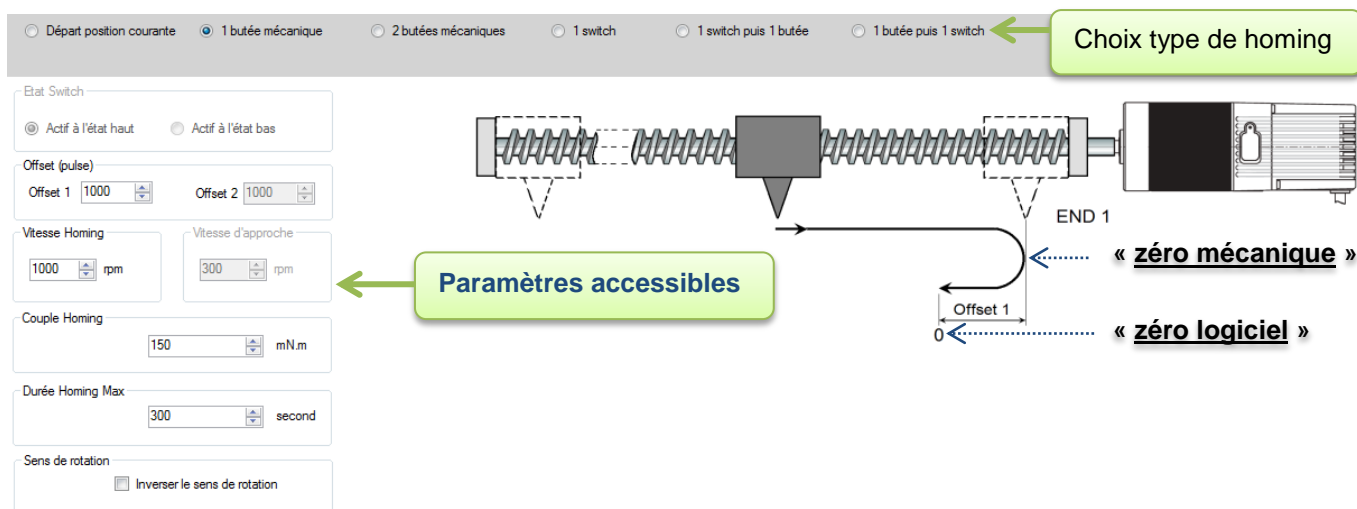 Départ position courante 1 butée mécanique 2 butées mécaniques 1 switch 1 switch puis 1 butée 1 butée puis 1 switch
Choix type de homing
Etat Switch
Actif à l'état haut Actif à l'état bas
Offset (pulse)
Offset 1 1000 Offset 2 1000
Vitesse Homing Vitesse d'approche
1000 rpm 300 rpm
Couple Homing
150 mN.m
Durée Homing Max
300 second
Sens de rotation
Inverser le sens de rotation
Paramètres accessibles
END 1
« zéro mécanique »
Offset 1
0
« zéro logiciel »